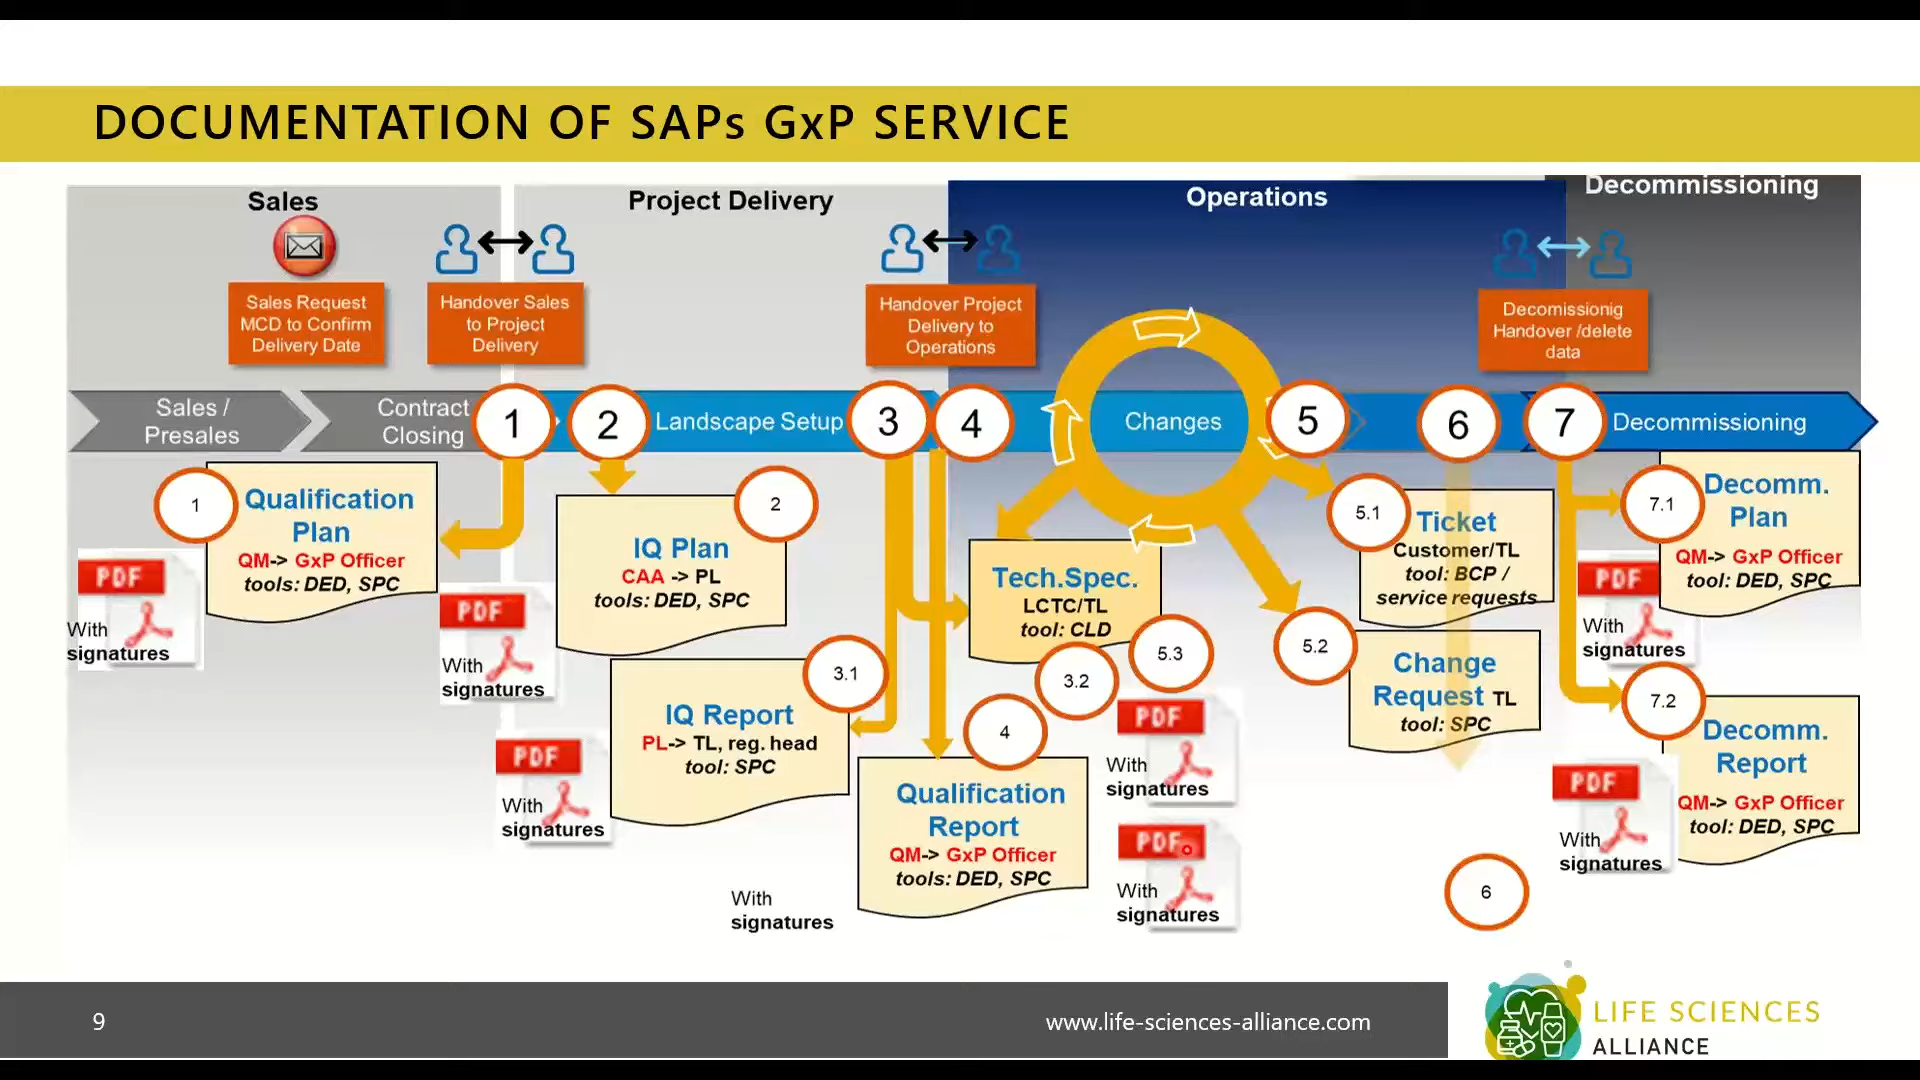 DOCUMENTATION OF SAPs GxP SERVICE
Sales
Project Delivery
Operations
Decommissioning
Sales Request
MCD to Confirm
Delivery Date
Handover Sales
to Project
Delivery
Handover Project
Delivery to
Operations
Decomissionig
Handover /delete
data
Sales /
Presales
Contract
Closing
1
2
Landscape Setup
3
4
Changes
5
6
7
Decommissioning
1
Qualification
Plan
QM-> GxP Officer
tools: DED, SPC
PDF
With
signatures
2
IQ Plan
CAA -> PL
tools: DED, SPC
PDF
With
signatures
3.1
IQ Report
PL-> TL, reg. head
tool: SPC
PDF
With
signatures
Tech.Spec.
LCTC/TL
tool: CLD
3.2
5.3
4
Qualification
Report
QM-> GxP Officer
tools: DED, SPC
With
signatures
PDF
With
signatures
PDF
With
signatures
5.1
Ticket
Customer/TL
tool: BCP /
service requests
5.2
Change
Request TL
tool: SPC
6
7.1
Decomm.
Plan
QM-> GxP Officer
tool: DED, SPC
PDF
With
signatures
7.2
Decomm.
Report
QM-> GxP Officer
tool: DED, SPC
PDF
With
signatures
9
www.life-sciences-alliance.com
LIFE SCIENCES
ALLIANCE